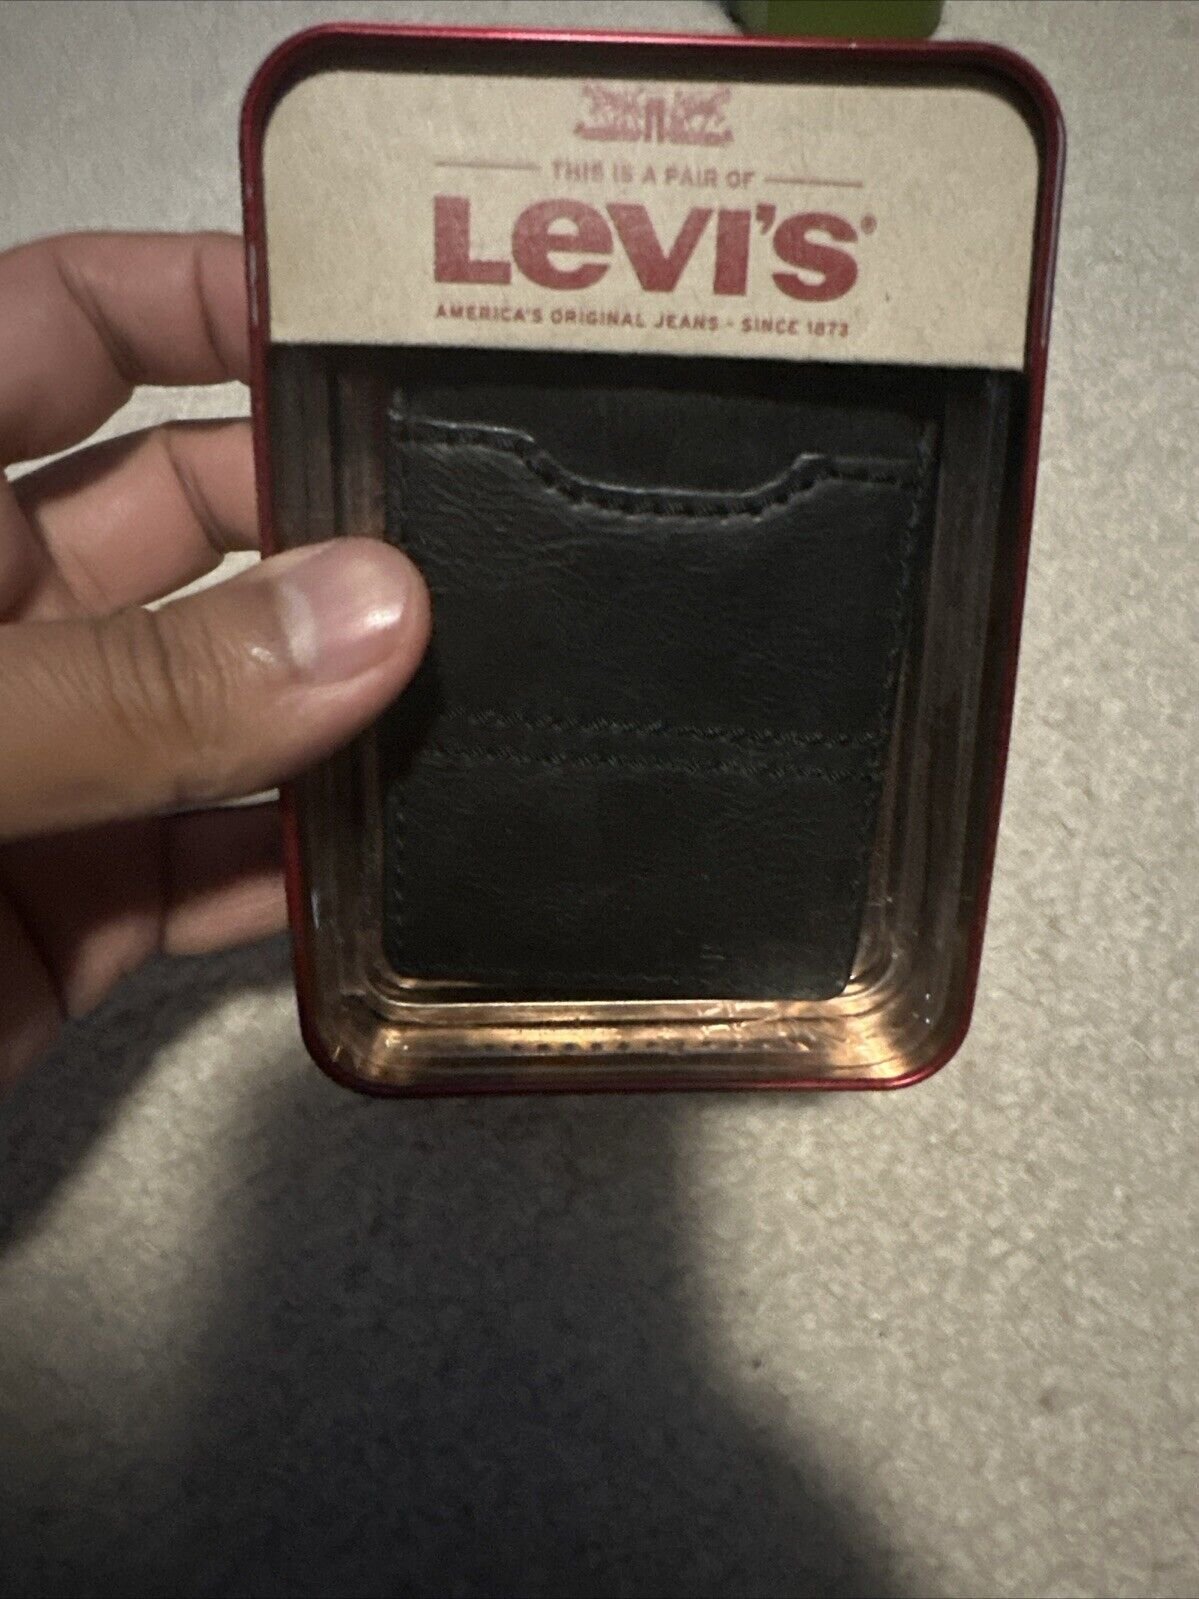 THIS IS A PAIR OF
Levi's®
AMERICA'S ORIGINAL JEANS - SINCE 1873